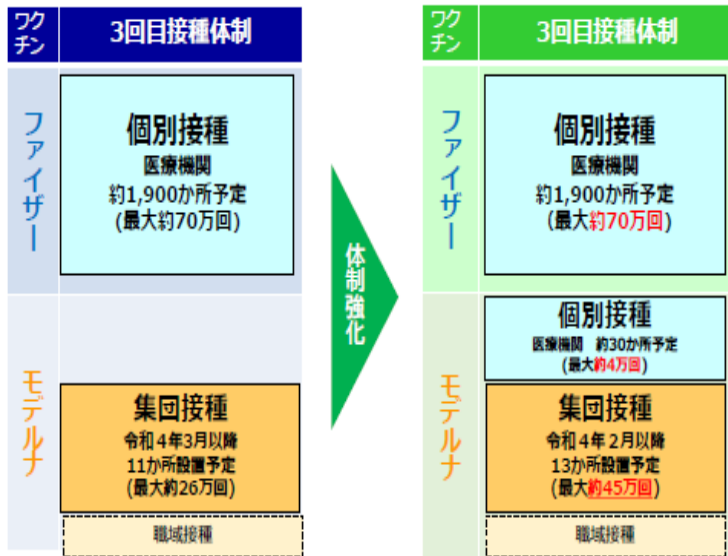 ワク
チン
3回目接種体制
ファイザー
個別接種
医療機関
約1,900か所予定
(最大約70万回)
モデルナ
集団接種
令和4年3月以降
11か所設置予定
(最大約26万回)
職域接種
体制強化
ワク
チン
3回目接種体制
ファイザー
個別接種
医療機関
約1,900か所予定
(最大約70万回)
モデルナ
個別接種
医療機関 約30か所予定
(最大約4万回)
集団接種
令和4年2月以降
13か所設置予定
(最大約45万回)
職域接種